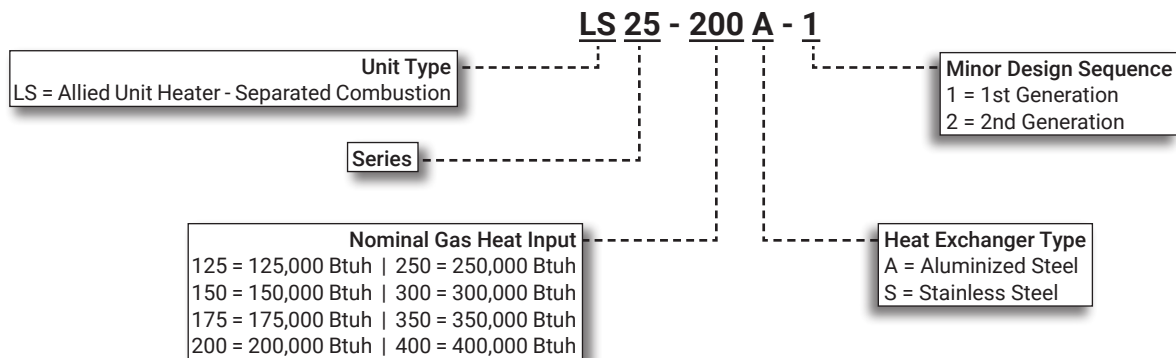 LS 25 - 200 A - 1
Unit Type
LS = Allied Unit Heater - Separated Combustion
Minor Design Sequence
1 = 1st Generation
2 = 2nd Generation
Series
Nominal Gas Heat Input
125 = 125,000 Btuh | 250 = 250,000 Btuh
150 = 150,000 Btuh | 300 = 300,000 Btuh
175 = 175,000 Btuh | 350 = 350,000 Btuh
200 = 200,000 Btuh | 400 = 400,000 Btuh
Heat Exchanger Type
A = Aluminized Steel
S = Stainless Steel